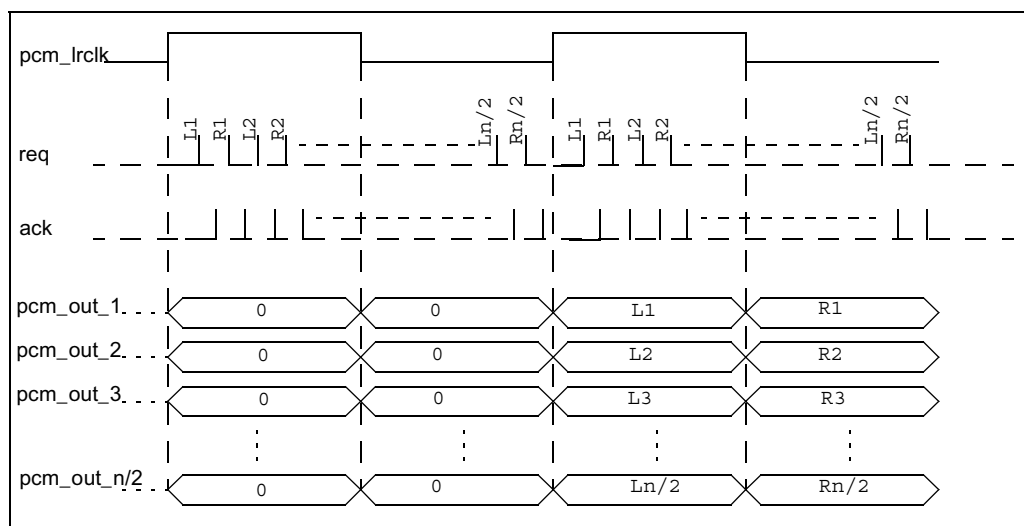 pcm_lrclk
L1 R1 L2 R2 Ln/2 Rn/2 L1 R1 L2 R2 Ln/2 Rn/2
req
ack
pcm_out_1 0 0 L1 R1
pcm_out_2 0 0 L2 R2
pcm_out_3 0 0 L3 R3
pcm_out_n/2 0 0 Ln/2 Rn/2